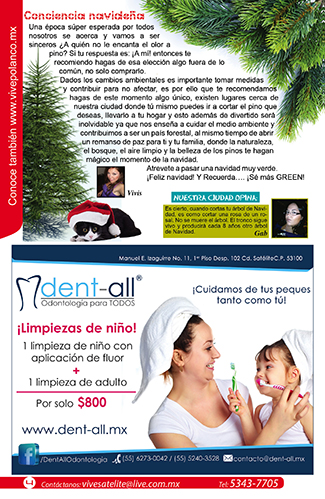 Conoce también www.vivepolanco.mx
Conciencia navideña
Una época súper esperada por todos
nosotros se acerca y vamos a ser
sinceros ¿A quién no le encanta el olor a
pino? Si tu respuesta es: ¡A mí! entonces te
recomiendo hagas de esa elección algo fuera de lo
común, no solo comprarlo.
Dados los cambios ambientales es importante tomar medidas
y contribuir para no afectar, es por ello que te recomendamos
hagas de este momento algo único, existen lugares cerca de
nuestra ciudad donde tú mismo puedes ir a cortar el pino que
deseas, llevarlo a tu hogar y esto además de divertido será
inolvidable ya que nos enseña a cuidar el medio ambiente y
contribuimos a ser un país forestal, al mismo tiempo de abrir
un remanso de paz para ti y tu familia, donde la naturaleza,
el bosque, el aire limpio y la belleza de los pinos te hagan
mágico el momento de la navidad.
Atrévete a pasar una navidad muy verde.
¡Feliz navidad! Y Recuerda…. ¡Sé más GREEN!
Vivis
NUESTRA CIUDAD OPINA:
Es cierto, cuando cortas tu árbol de Navi-
dad, es como cortar una rosa de un ro-
sal. No se muere el árbol. El tronco sigue
vivo y producirá cada 8 años otro árbol
de Navidad.
Gab
Manuel E. Izaguirre No. 11, 1er Piso Desp. 102 Cd. Satélite C.P. 53100
dent-all®
Odontología para TODOS
¡Cuidamos de tus peques
tanto como tú!
¡Limpiezas de niño!
1 limpieza de niño con
aplicación de fluor
+
1 limpieza de adulto
Por solo $800
www.dent-all.mx
f /DentAllOdontologia (55) 6273-0042 / (55) 5240-3528 contacto@dent-all.mx
4 Contáctanos: vivesatelite@live.com.mx Tel: 5343-7705